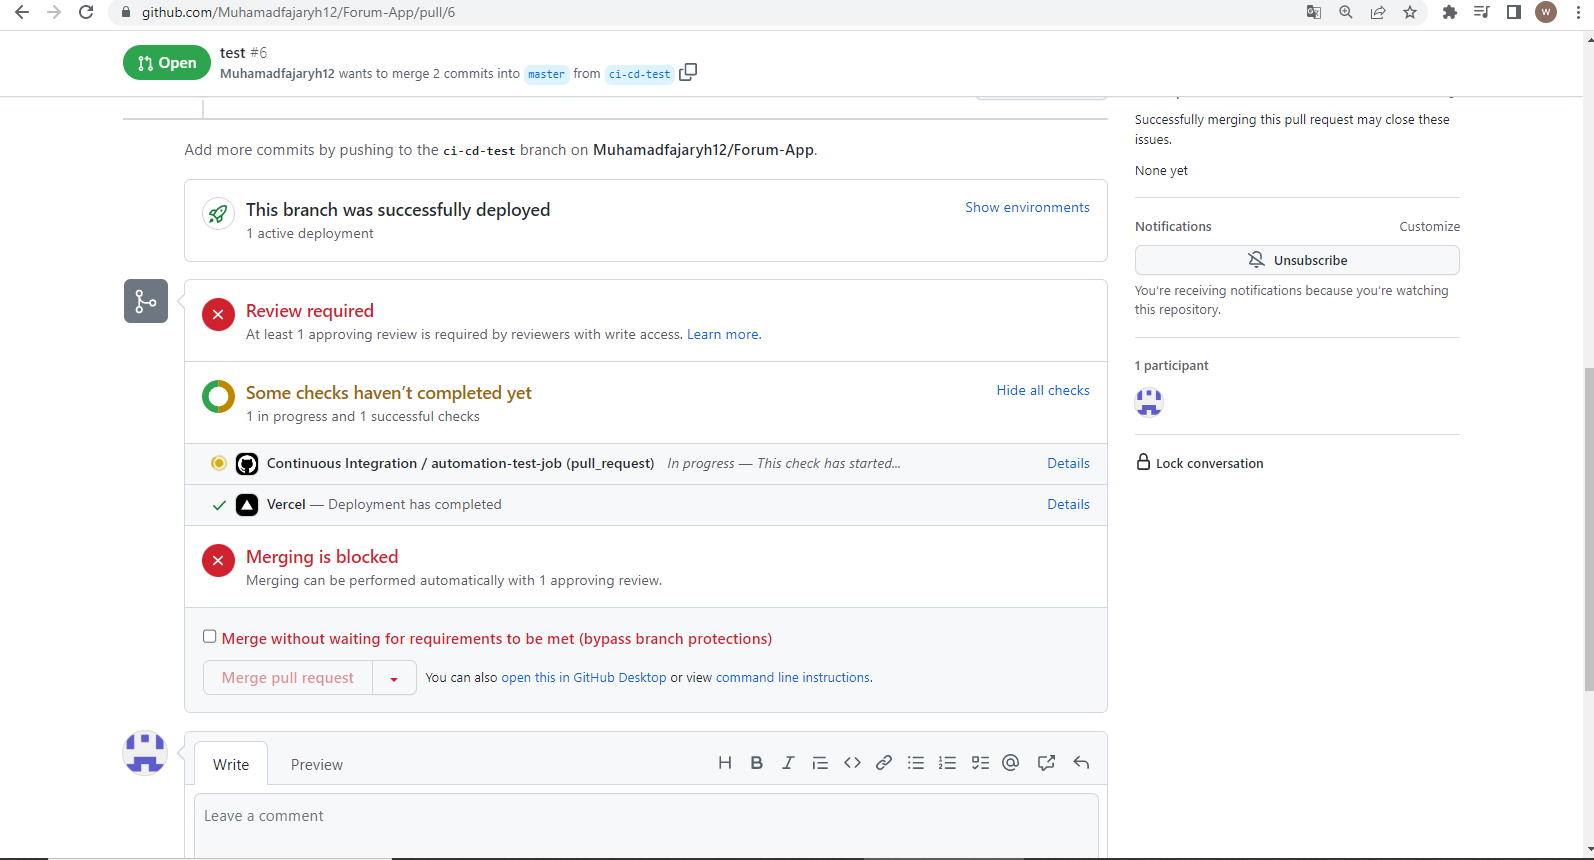 github.com/Muhamadfajaryh12/Forum-App/pull/6
W
Open
test #6
Muhamadfajaryh12 wants to merge 2 commits into master from ci-cd-test
Add more commits by pushing to the ci-cd-test branch on Muhamadfajaryh12/Forum-App.
This branch was successfully deployed
1 active deployment
Show environments
Review required
At least 1 approving review is required by reviewers with write access. Learn more.
Some checks haven’t completed yet
1 in progress and 1 successful checks
Hide all checks
Continuous Integration / automation-test-job (pull_request) In progress — This check has started... Details
Vercel — Deployment has completed Details
Merging is blocked
Merging can be performed automatically with 1 approving review.
Merge without waiting for requirements to be met (bypass branch protections)
Merge pull request
You can also open this in GitHub Desktop or view command line instructions.
Write Preview
Leave a comment
Successfully merging this pull request may close these
issues.
None yet
Notifications Customize
Unsubscribe
You're receiving notifications because you're watching
this repository.
1 participant
Lock conversation